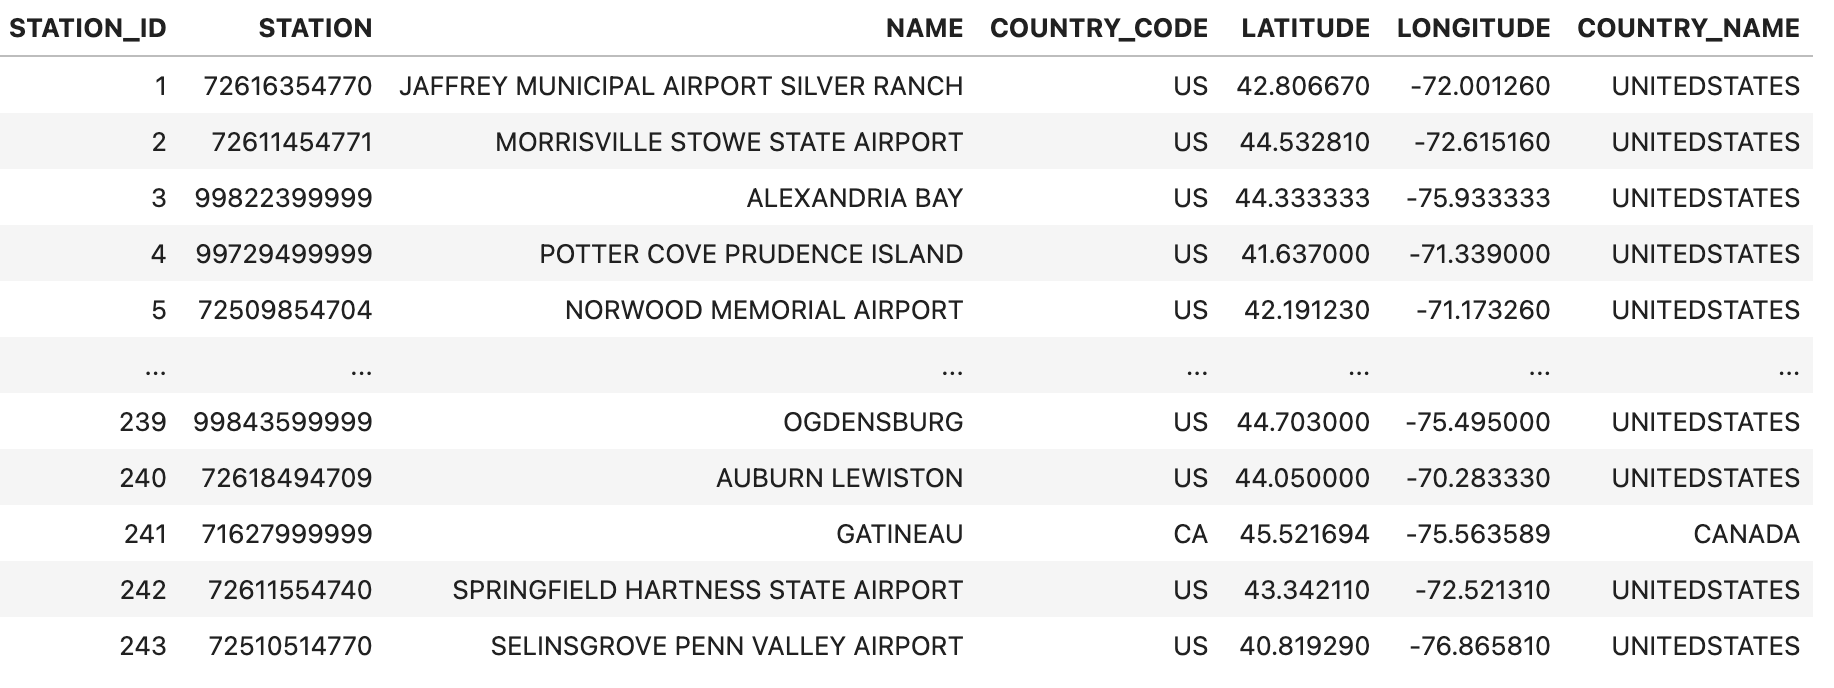 STATION_ID STATION NAME COUNTRY_CODE LATITUDE LONGITUDE COUNTRY_NAME
1 72616354770 JAFFREY MUNICIPAL AIRPORT SILVER RANCH US 42.806670 -72.001260 UNITEDSTATES
2 72611454771 MORRISVILLE STOWE STATE AIRPORT US 44.532810 -72.615160 UNITEDSTATES
3 99822399999 ALEXANDRIA BAY US 44.333333 -75.933333 UNITEDSTATES
4 99729499999 POTTER COVE PRUDENCE ISLAND US 41.637000 -71.339000 UNITEDSTATES
5 72509854704 NORWOOD MEMORIAL AIRPORT US 42.191230 -71.173260 UNITEDSTATES
... ... ... ... ... ... ...
239 99843599999 OGDENSBURG US 44.703000 -75.495000 UNITEDSTATES
240 72618494709 AUBURN LEWISTON US 44.050000 -70.283330 UNITEDSTATES
241 71627999999 GATINEAU CA 45.521694 -75.563589 CANADA
242 72611554740 SPRINGFIELD HARTNESS STATE AIRPORT US 43.342110 -72.521310 UNITEDSTATES
243 72510514770 SELINSGROVE PENN VALLEY AIRPORT US 40.819290 -76.865810 UNITEDSTATES